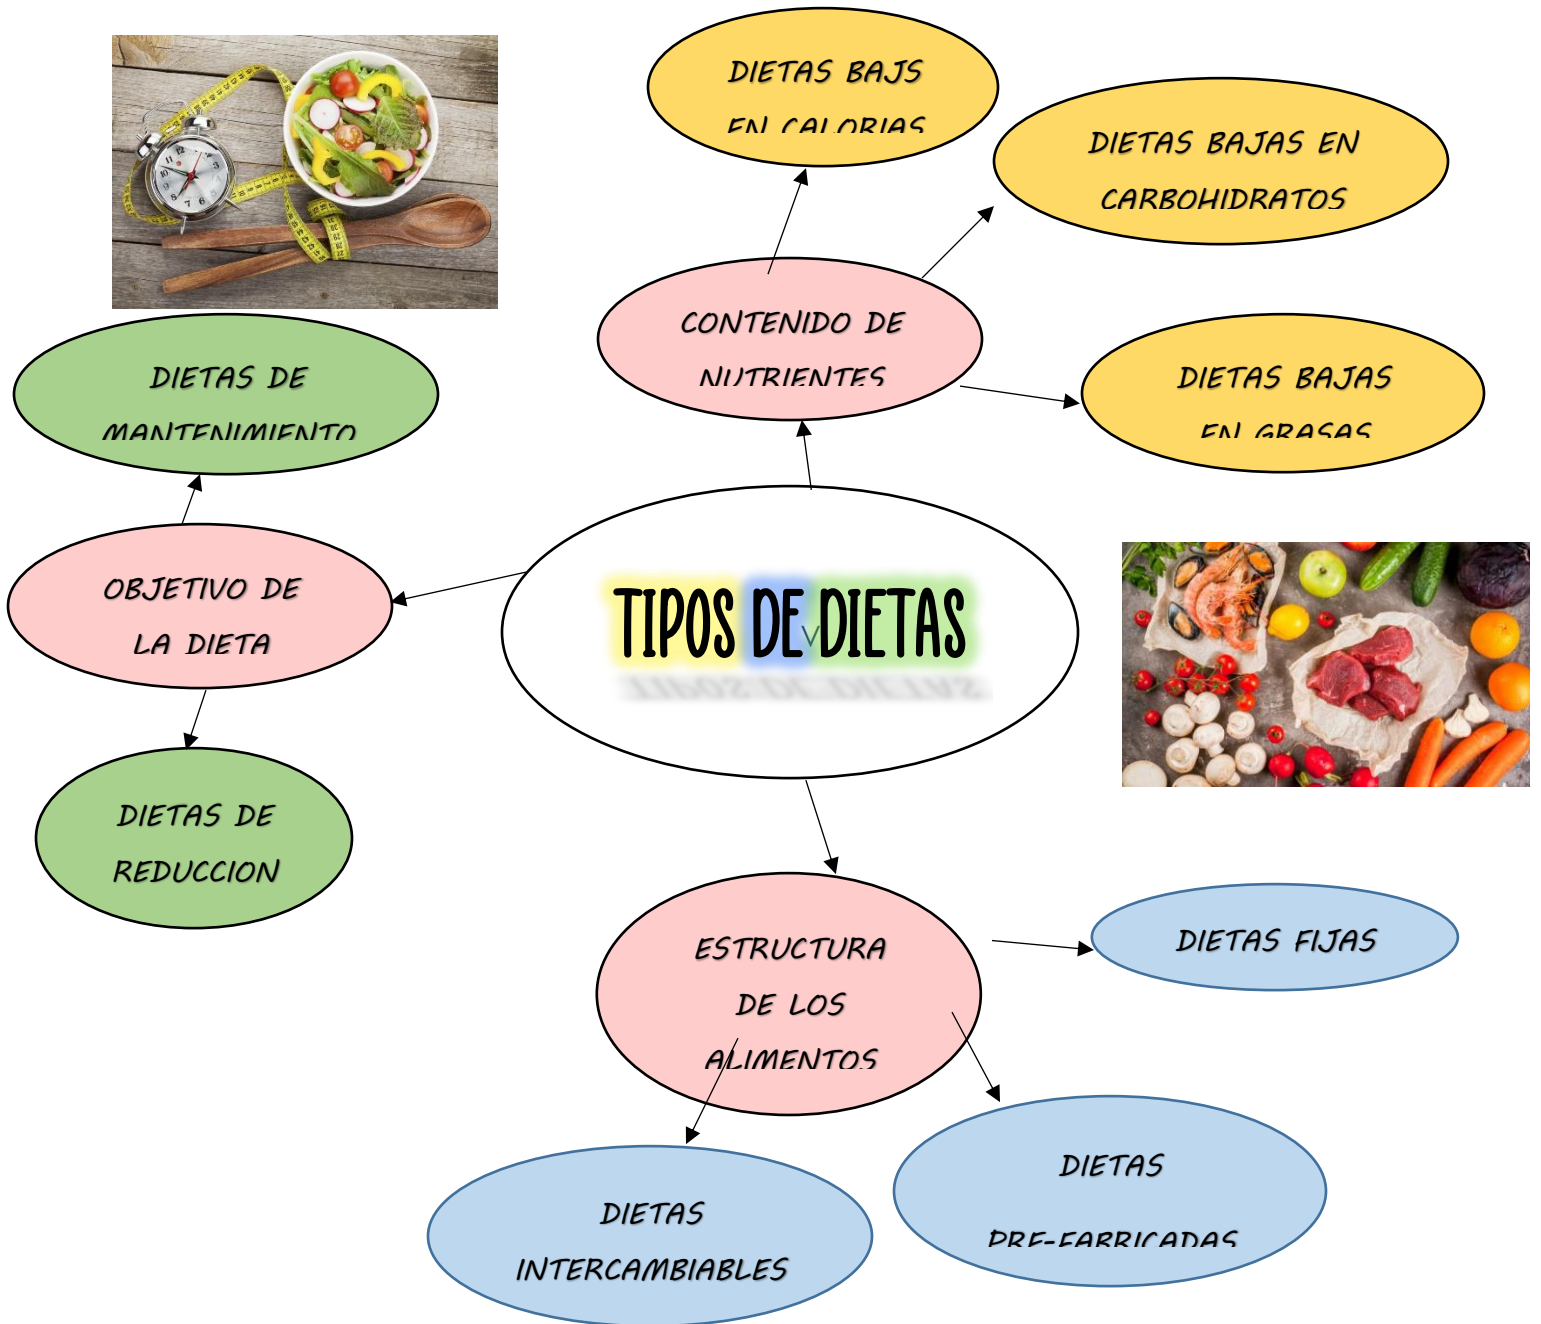 DIETAS BAJS
EN CALORIAS
DIETAS BAJAS EN
CARBOHIDRATOS
CONTENIDO DE
NUTRIENTES
DIETAS BAJAS
EN GRASAS
DIETAS DE
MANTENIMIENTO
OBJETIVO DE
LA DIETA
TIPOS DE DIETAS
V
DIETAS DE
REDUCCION
ESTRUCTURA
DE LOS
ALIMENTOS
DIETAS FIJAS
DIETAS
PRE-FABRICADAS
DIETAS
INTERCAMBIABLES